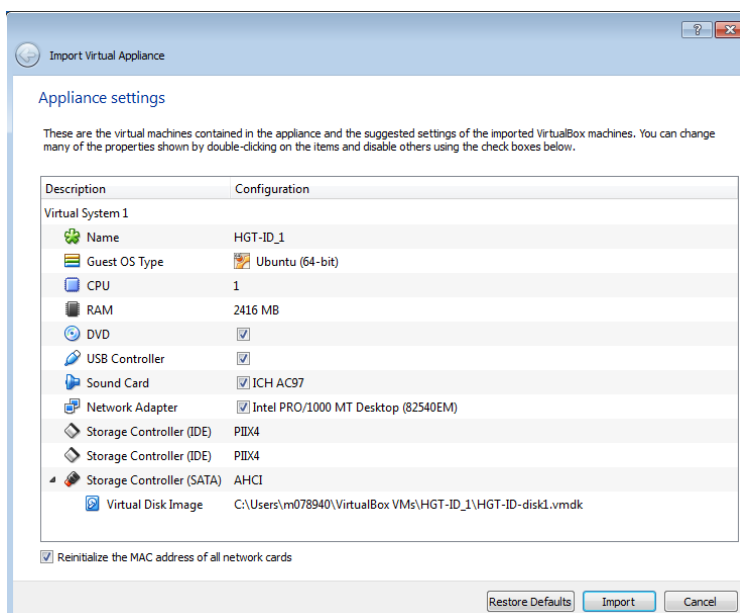 Import Virtual Appliance
Appliance settings
These are the virtual machines contained in the appliance and the suggested settings of the imported VirtualBox machines. You can change
many of the properties shown by double-clicking on the items and disable others using the check boxes below.
Description Configuration
Virtual System 1
Name HGT-ID_1
Guest OS Type Ubuntu (64-bit)
CPU 1
RAM 2416 MB
DVD
USB Controller
Sound Card ICH AC97
Network Adapter Intel PRO/1000 MT Desktop (82540EM)
Storage Controller (IDE) PIIX4
Storage Controller (IDE) PIIX4
Storage Controller (SATA) AHCI
Virtual Disk Image C:\Users\m078940\VirtualBox VMs\HGT-ID_1\HGT-ID-disk1.vmdk
Reinitialize the MAC address of all network cards
Restore Defaults Import Cancel